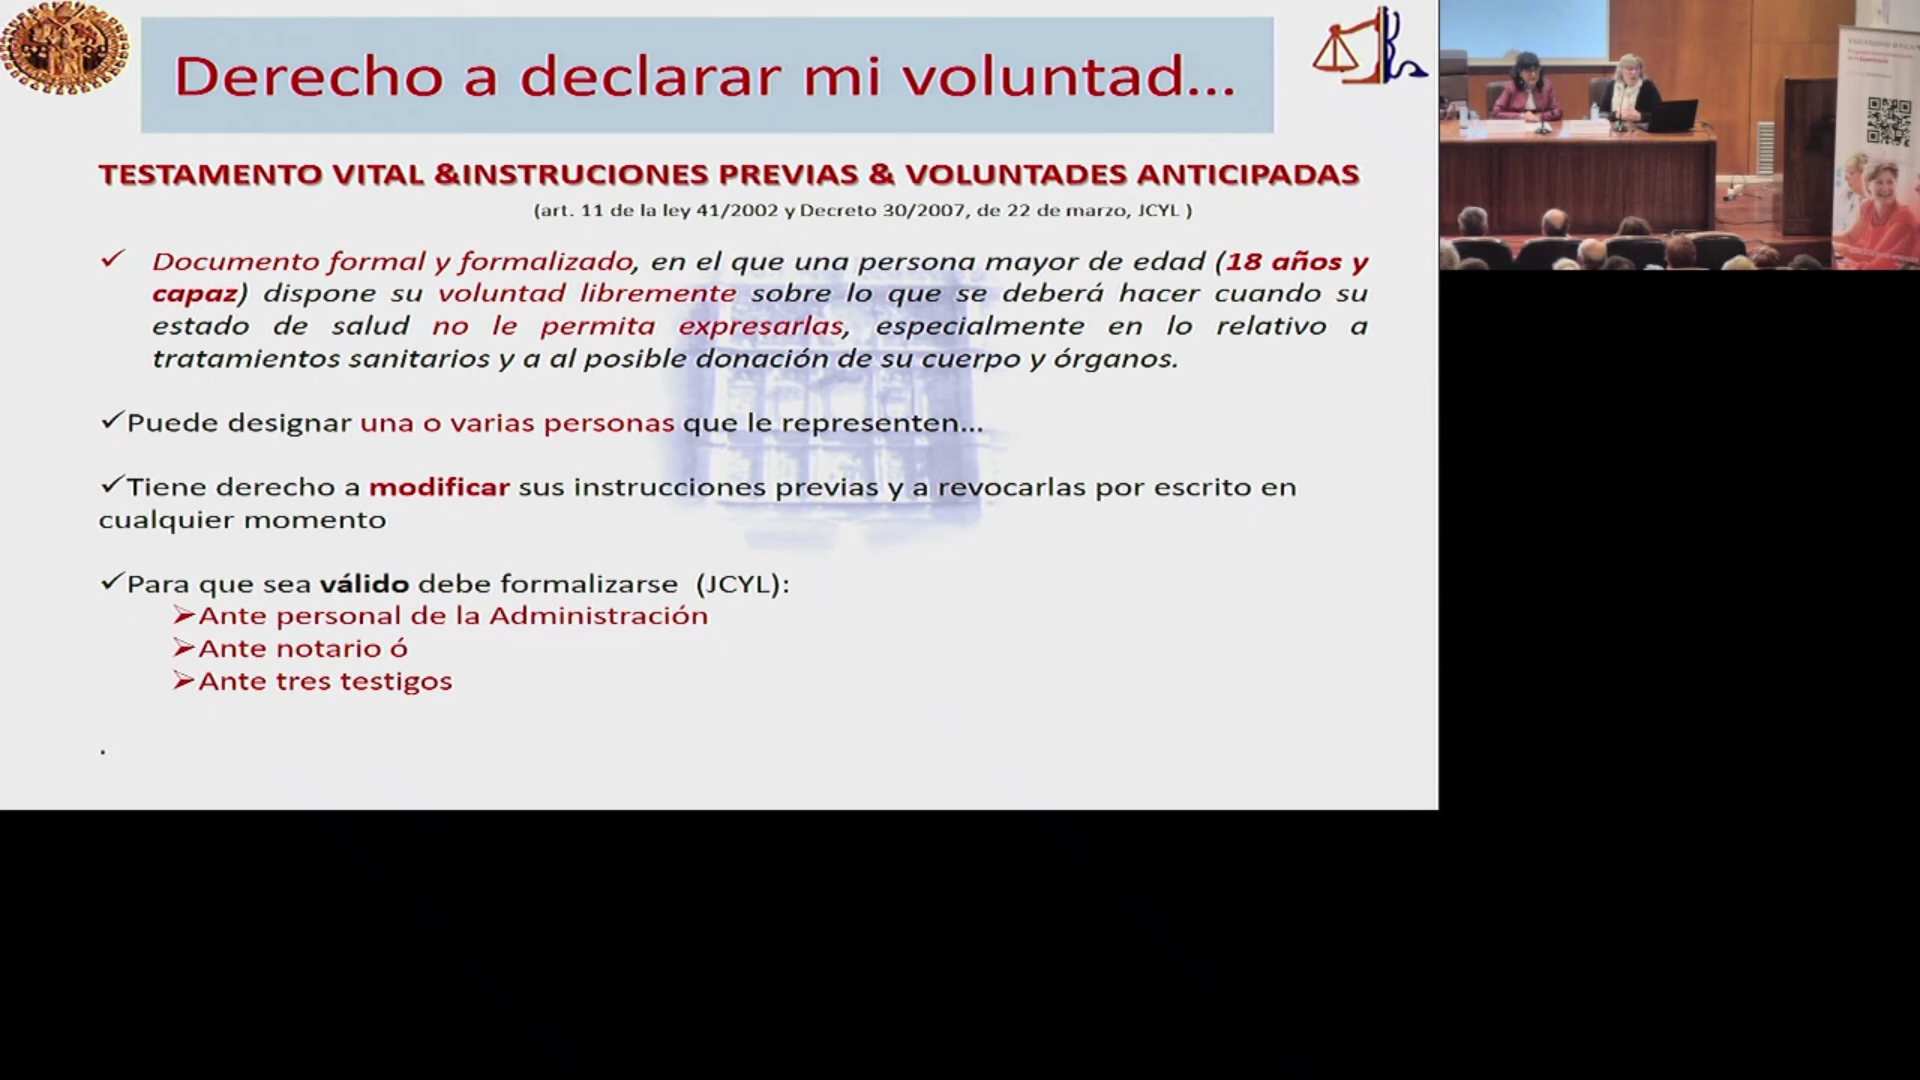 Derecho a declarar mi voluntad...
TESTAMENTO VITAL &INSTRUCIONES PREVIAS & VOLUNTADES ANTICIPADAS
(art. 11 de la ley 41/2002 y Decreto 30/2007, de 22 de marzo, JCYL )
✓ Documento formal y formalizado, en el que una persona mayor de edad (18 años y
capaz) dispone su voluntad libremente sobre lo que se deberá hacer cuando su
estado de salud no le permita expresarlas, especialmente en lo relativo a
tratamientos sanitarios y a al posible donación de su cuerpo y órganos.
✓Puede designar una o varias personas que le representen...
✓Tiene derecho a modificar sus instrucciones previas y a revocarlas por escrito en
cualquier momento
✓Para que sea válido debe formalizarse (JCYL):
➢Ante personal de la Administración
➢Ante notario ó
➢Ante tres testigos
.